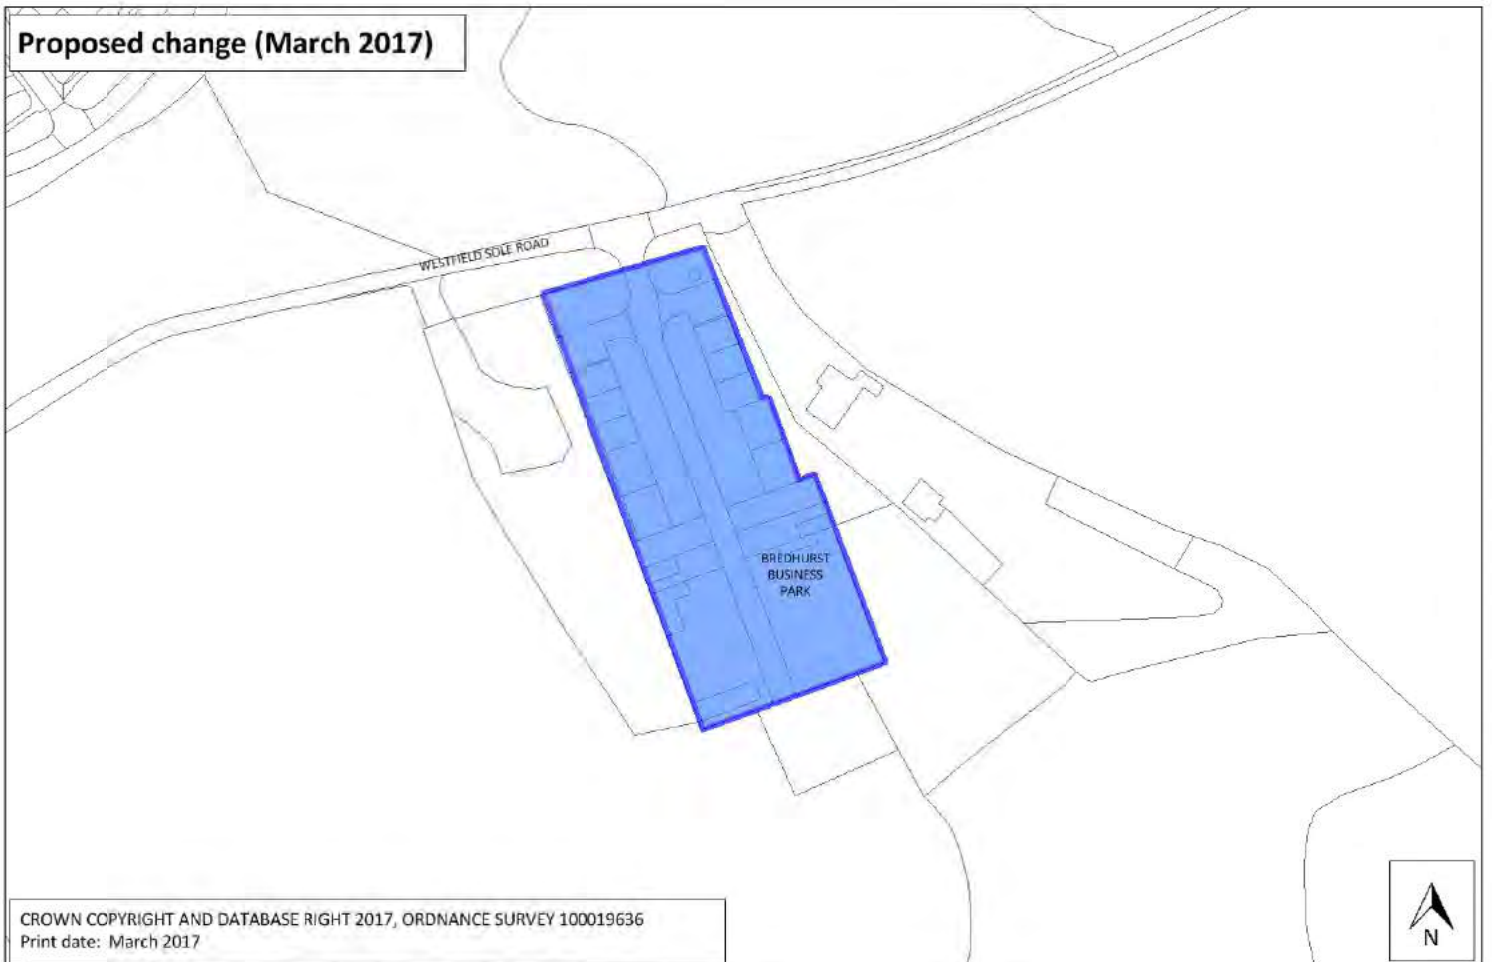 Proposed change (March 2017)
WESTFIELD SOLE ROAD
BREDHURST
BUSINESS
PARK
CROWN COPYRIGHT AND DATABASE RIGHT 2017, ORDNANCE SURVEY 100019636
Print date: March 2017
N